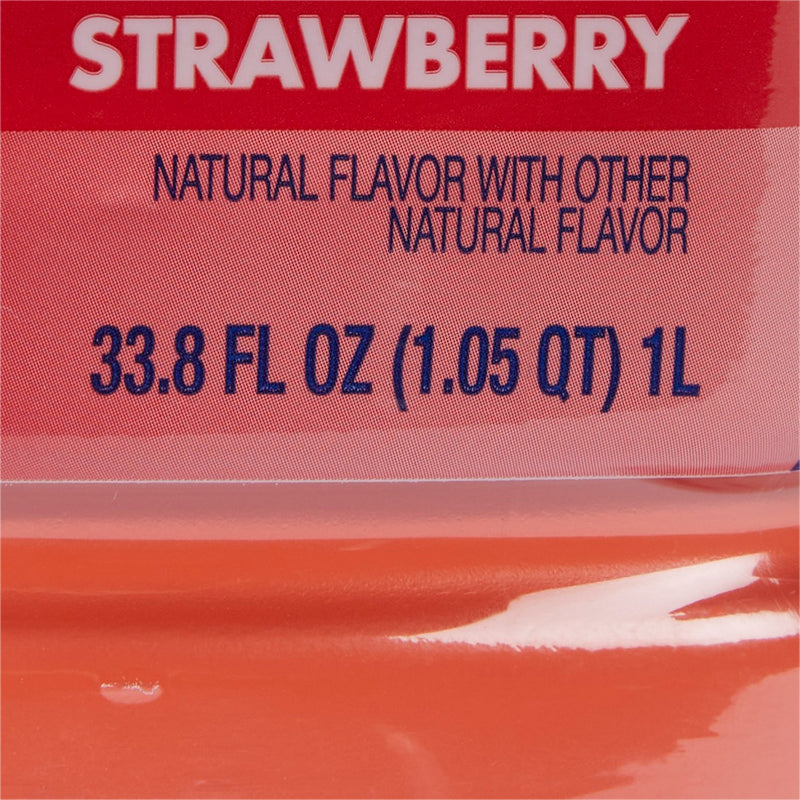 STRAWBERRY
NATURAL FLAVOR WITH OTHER
NATURAL FLAVOR
33.8 FL OZ (1.05 QT) 1L